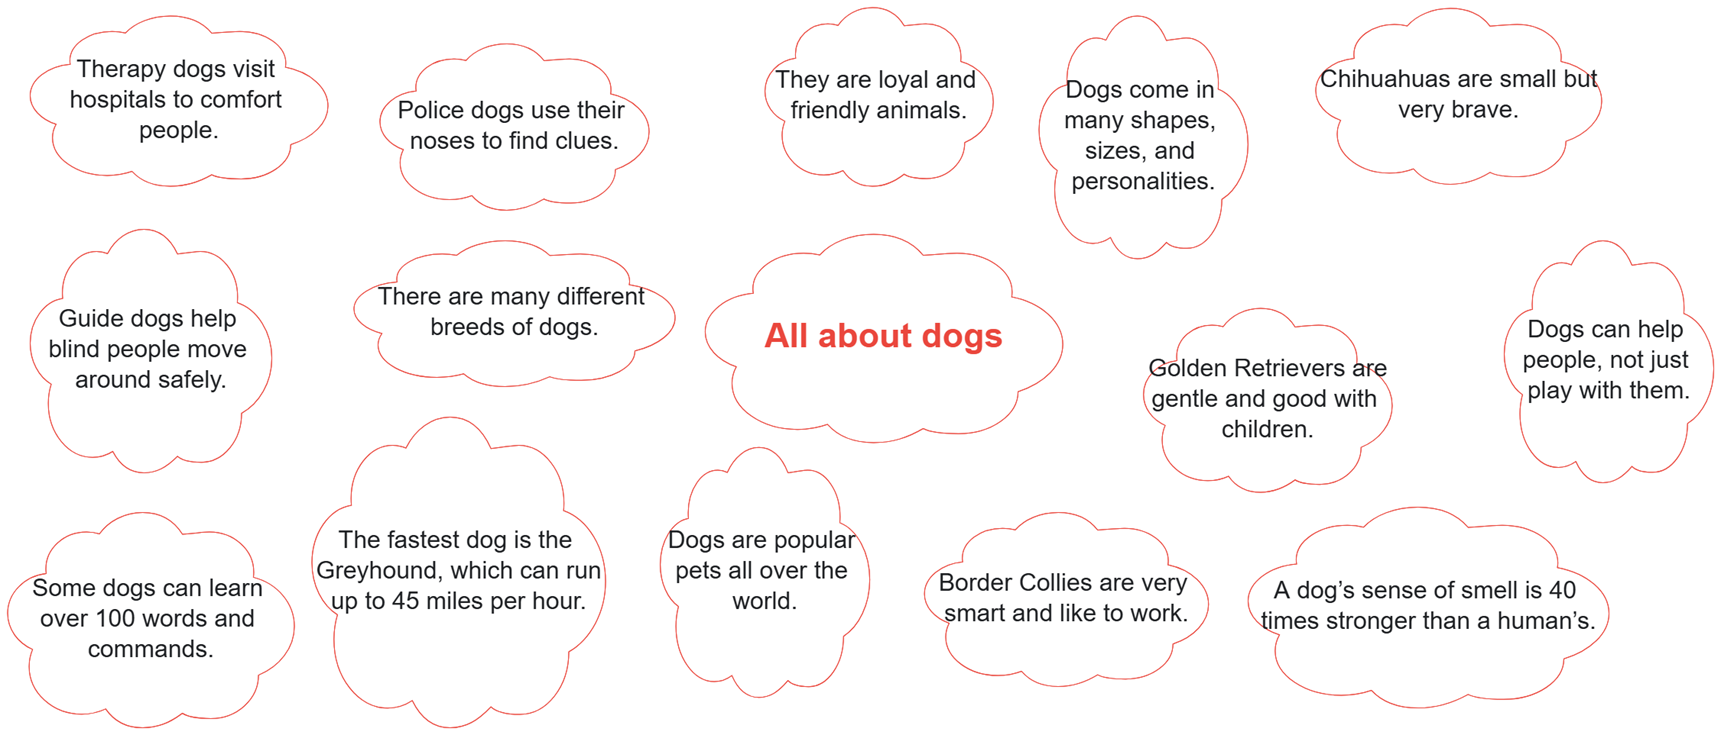 Therapy dogs visit
hospitals to comfort
people.
Police dogs use their
noses to find clues.
They are loyal and
friendly animals.
Dogs come in
many shapes,
sizes, and
personalities.
Chihuahuas are small but
very brave.
Guide dogs help
blind people move
around safely.
There are many different
breeds of dogs.
All about dogs
Golden Retrievers are
gentle and good with
children.
Dogs can help
people, not just
play with them.
Some dogs can learn
over 100 words and
commands.
The fastest dog is the
Greyhound, which can run
up to 45 miles per hour.
Dogs are popular
pets all over the
world.
Border Collies are very
smart and like to work.
A dog’s sense of smell is 40
times stronger than a human’s.